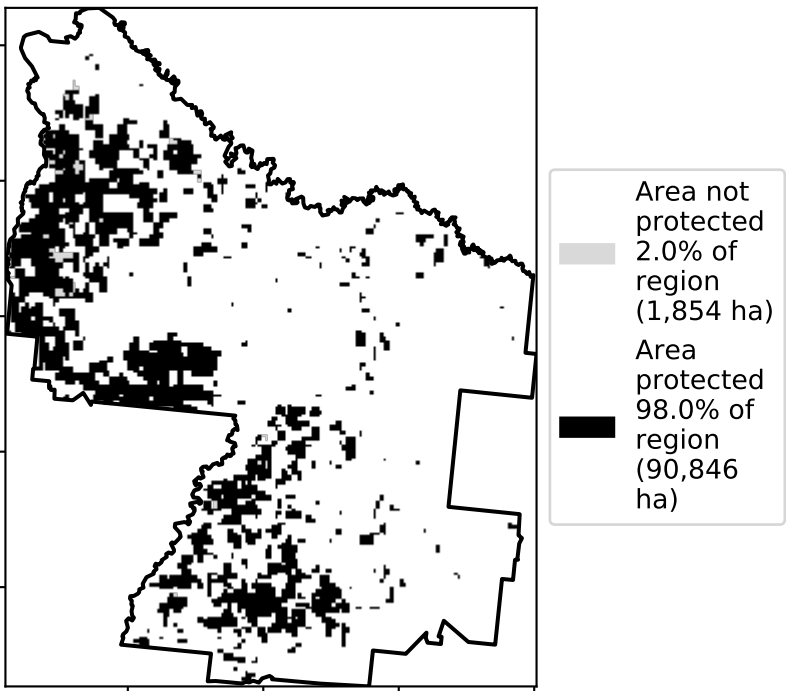 Area not
protected
2.0% of
region
(1,854 ha)
Area
protected
98.0% of
region
(90,846
ha)